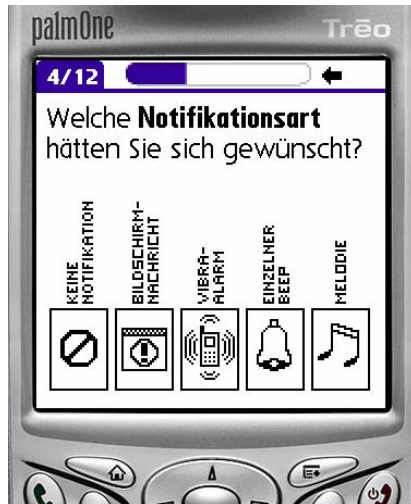 palmOne
Trēo
4/12
Welche Notifikationsart
hätten Sie sich gewünscht?
KEINE
NOTIFIKATION
BILDSCHIRM-
NACHRICHT
VIBRA-
ALARM
EINZELNER
BEEP
MELODIE